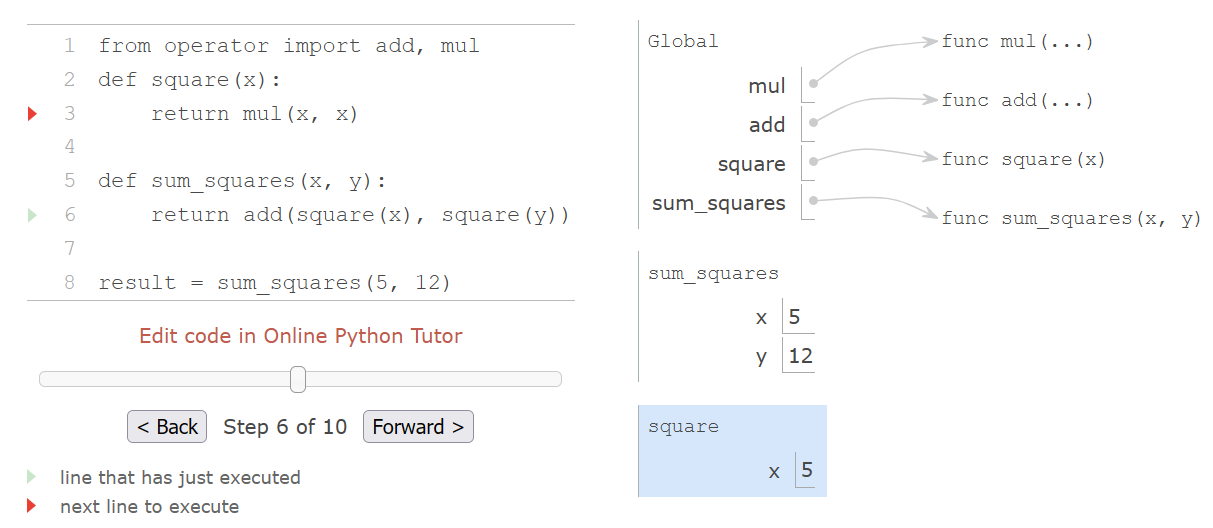 1 from operator import add, mul
2 def square(x):
3     return mul(x, x)
4
5 def sum_squares(x, y):
6     return add(square(x), square(y))
7
8 result = sum_squares(5, 12)
Edit code in Online Python Tutor
< Back Step 6 of 10 Forward >
line that has just executed
next line to execute
Global
mul
add
square
sum_squares
func mul(...)
func add(...)
func square(x)
func sum_squares(x, y)
sum_squares
x 5
y 12
square
x 5